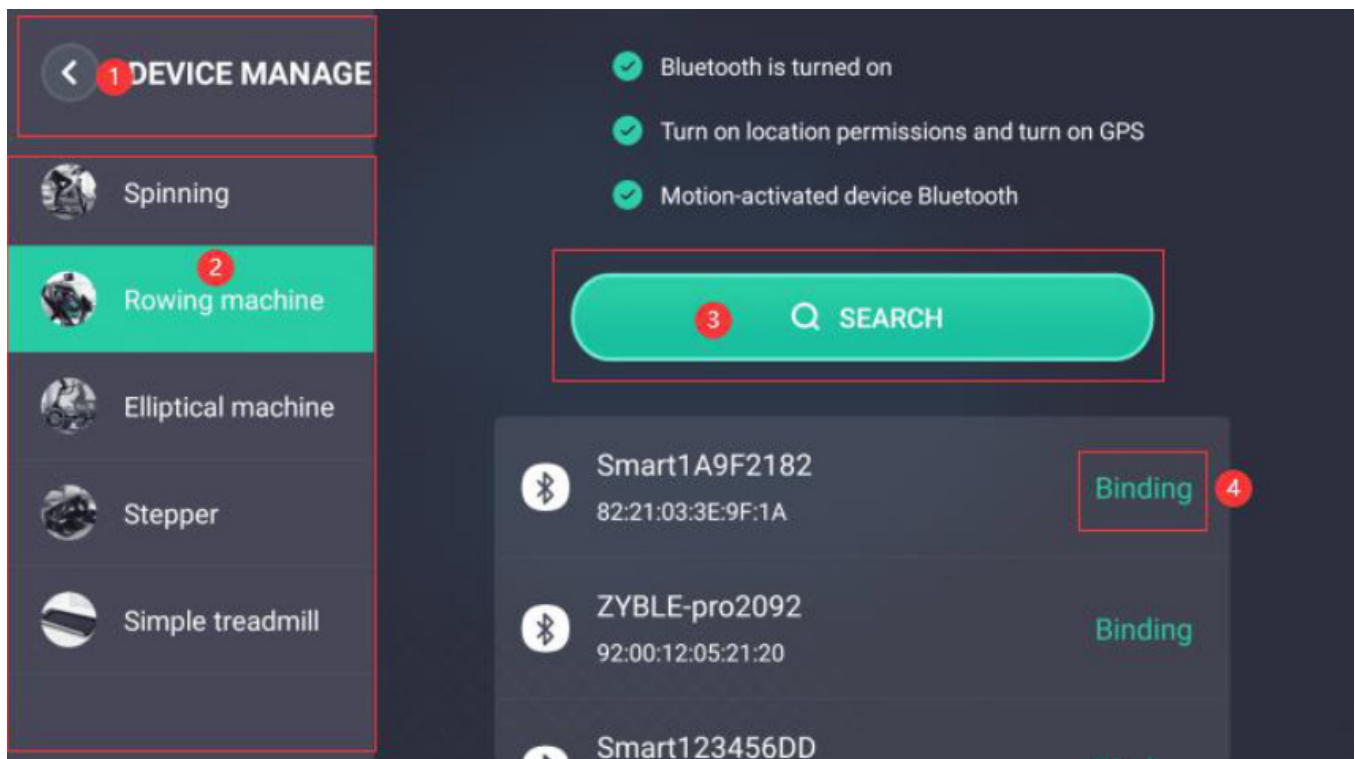 1 DEVICE MANAGE
Spinning
2
Rowing machine
Elliptical machine
Stepper
Simple treadmill
Bluetooth is turned on
Turn on location permissions and turn on GPS
Motion-activated device Bluetooth
3 SEARCH
Smart1A9F2182
82:21:03:3E:9F:1A
Binding 4
ZYBLE-pro2092
92:00:12:05:21:20
Binding
Smart123456DD